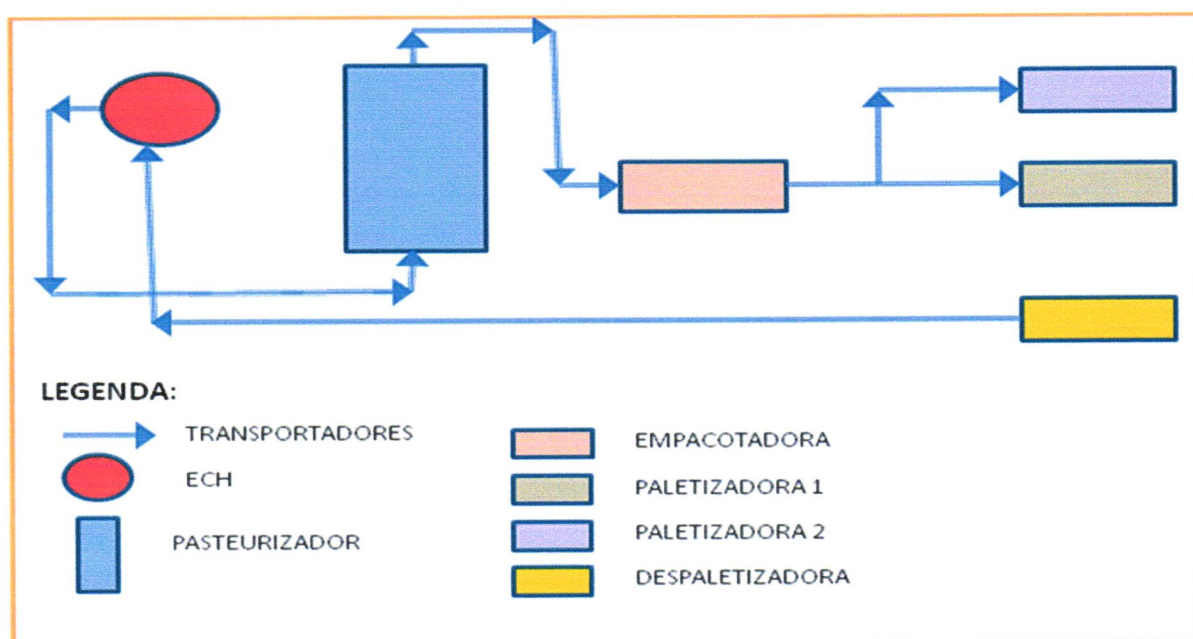 LEGENDA:
TRANSPORTADORES
ECH
PASTEURIZADOR
EMPACOTADORA
PALETIZADORA 1
PALETIZADORA 2
DESPALETIZADORA